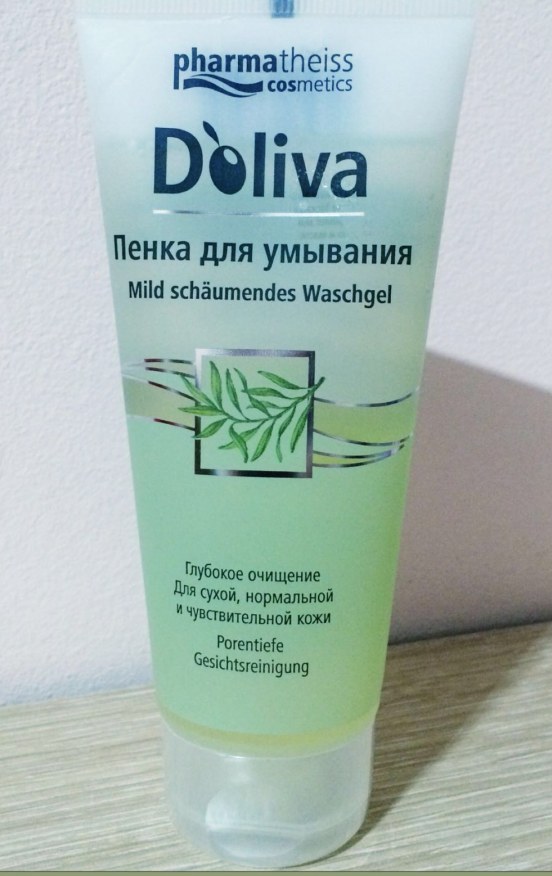 pharmatheiss
cosmetics
D'oliva
Пенка для умывания
Mild schäumendes Waschgel
Глубокое очищение
Для сухой, нормальной
и чувствительной кожи
Porentiefe
Gesichtsreinigung